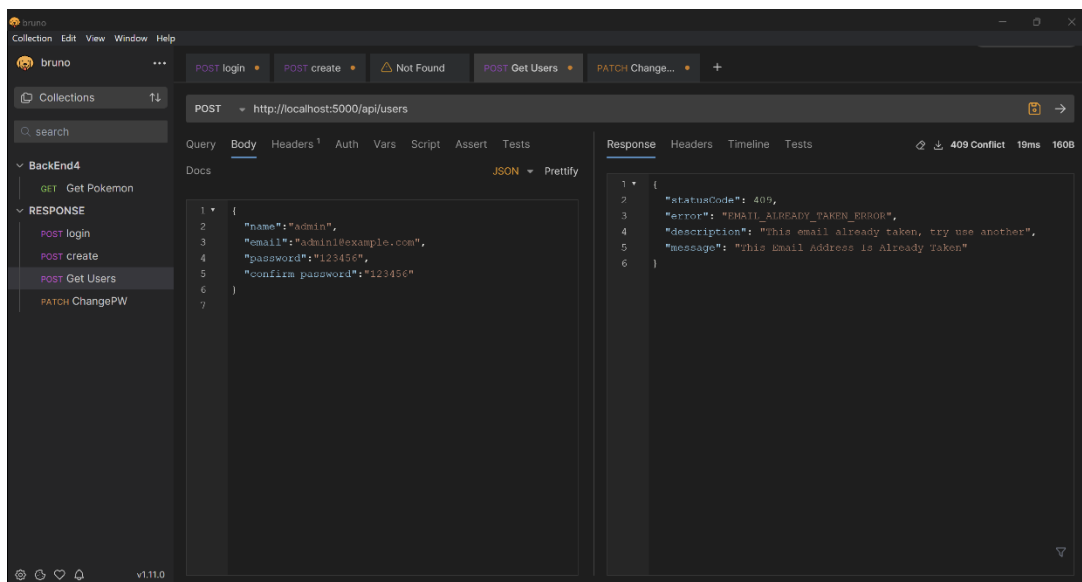 bruno
Collection Edit View Window Help
bruno ...
POST login
POST create
Not Found
POST Get Users
PATCH Change...
+
Collections
search
BackEnd4
GET Get Pokemon
RESPONSE
POST login
POST create
POST Get Users
PATCH ChangePW
v1.11.0
POST http://localhost:5000/api/users
Query Body Headers 1 Auth Vars Script Assert Tests
Docs JSON Prettify
1 {
2 "name":"admin",
3 "email":"admin1@example.com",
4 "password":"123456",
5 "confirm password":"123456"
6 }
7
Response Headers Timeline Tests 409 Conflict 19ms 160B
1 {
2 "statusCode": 409,
3 "error": "EMAIL_ALREADY_TAKEN_ERROR",
4 "description": "This email already taken, try use another",
5 "message": "This Email Address is Already Taken"
6 }